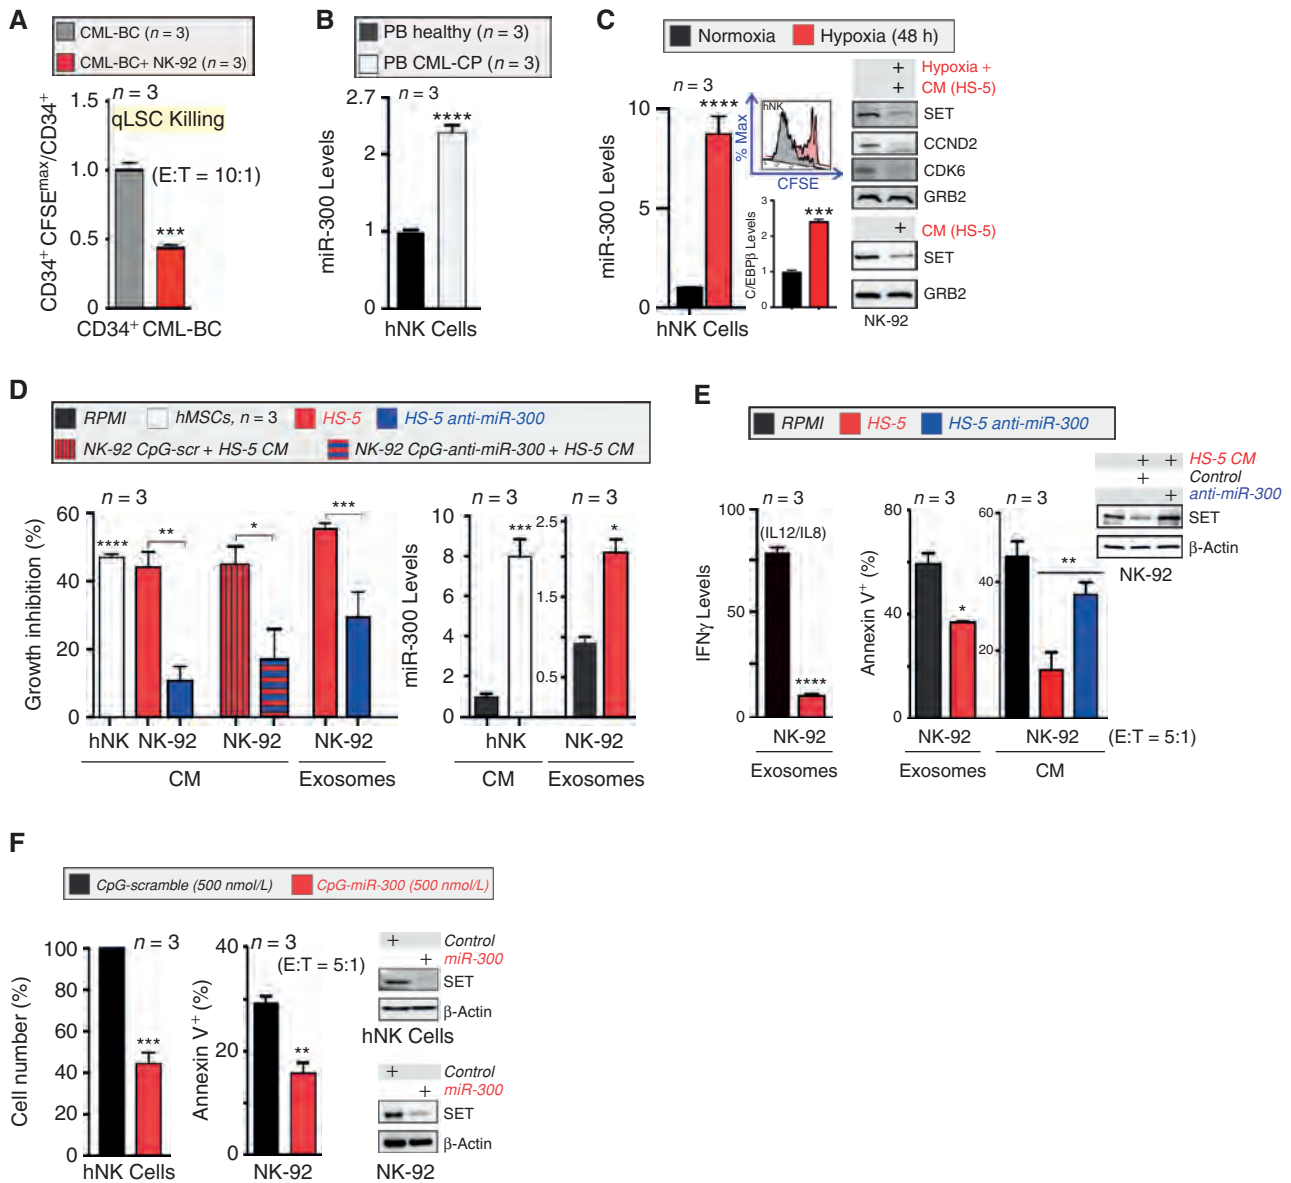 A
CML-BC (n = 3)
CML-BC+ NK-92 (n = 3)
n = 3
qLSC Killing
(E:T = 10:1)
CD34+ CFSEmax/CD34+
1.5
1.0
0.5
0
***
CD34+ CML-BC
B
PB healthy (n = 3)
PB CML-CP (n = 3)
n = 3
miR-300 Levels
2.7
2
1
0
****
hNK Cells
C
Normoxia
Hypoxia (48 h)
n = 3
miR-300 Levels
10
5
0
****
hNK Cells
hNK
% Max
CFSE
C/EBPβ Levels
3
2
1
0
***
+ Hypoxia +
+ CM (HS-5)
SET
CCND2
CDK6
GRB2
+ CM (HS-5)
SET
GRB2
NK-92
D
RPMI
hMSCs, n = 3
HS-5
HS-5 anti-miR-300
NK-92 CpG-scr + HS-5 CM
NK-92 CpG-anti-miR-300 + HS-5 CM
n = 3
Growth inhibition (%)
60
40
20
0
****
**
*
***
hNK NK-92 NK-92 NK-92
CM Exosomes
n = 3 n = 3
miR-300 Levels
10
8
6
4
2
0
***
2.5
1.5
0.5
*
hNK NK-92
CM Exosomes
E
RPMI
HS-5
HS-5 anti-miR-300
n = 3
(IL12/IL8)
IFNγ Levels
100
50
0
****
NK-92
Exosomes
n = 3 n = 3
Annexin V+ (%)
80
40
0
*
60
40
20
**
NK-92 NK-92
(E:T = 5:1)
Exosomes CM
+ + HS-5 CM
+ Control
+ anti-miR-300
SET
β-Actin
NK-92
F
CpG-scramble (500 nmol/L)
CpG-miR-300 (500 nmol/L)
n = 3
Cell number (%)
100
80
60
40
20
0
***
hNK Cells
n = 3
(E:T = 5:1)
Annexin V+ (%)
40
20
0
**
NK-92
+ Control
+ miR-300
SET
β-Actin
hNK Cells
+ Control
+ miR-300
SET
β-Actin
NK-92